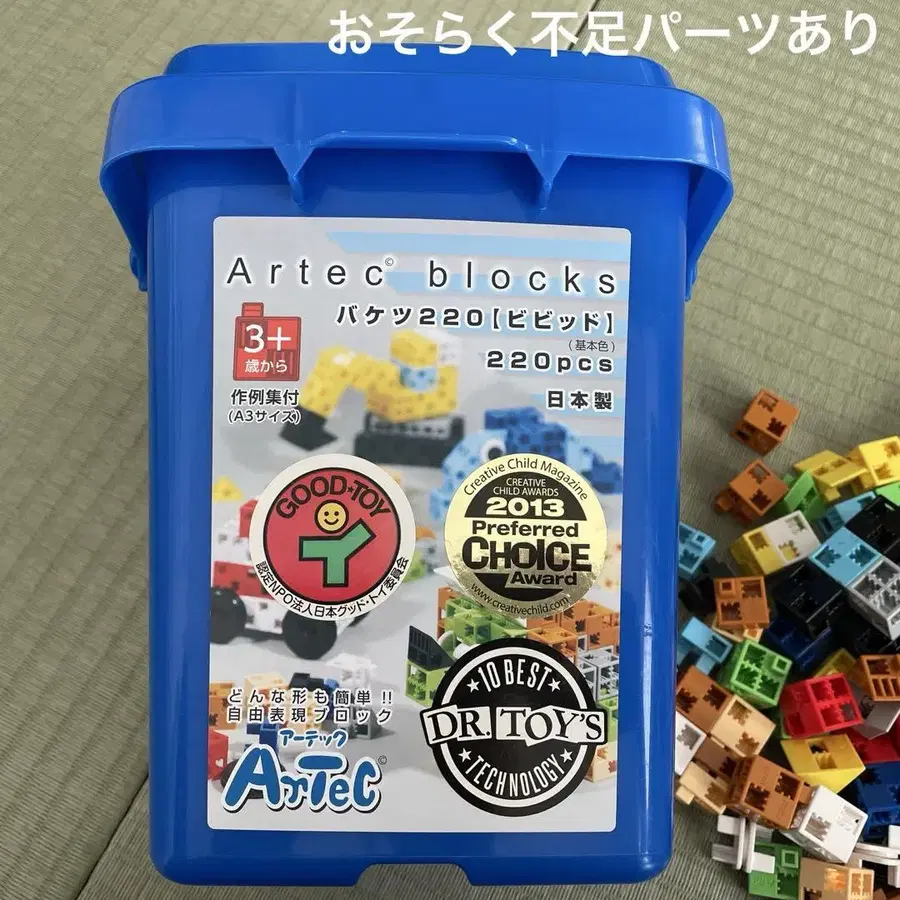 おそらく不足パーツあり
Artec© blocks
バケツ220【ビビッド】
(基本色)
220pcs
日本製
3+
歳から
作例集付
(A3サイズ)
GOOD★TOY
認定NPO法人日本グッド・トイ委員会
Creative Child Magazine
CREATIVE
CHILD AWARDS
2013
Preferred
CHOICE
Award
www.creativechild.com
どんな形も簡単!!
自由表現ブロック
アーテック
ArTeC©
★10 BEST★
DR. TOY'S
★TECHNOLOGY★